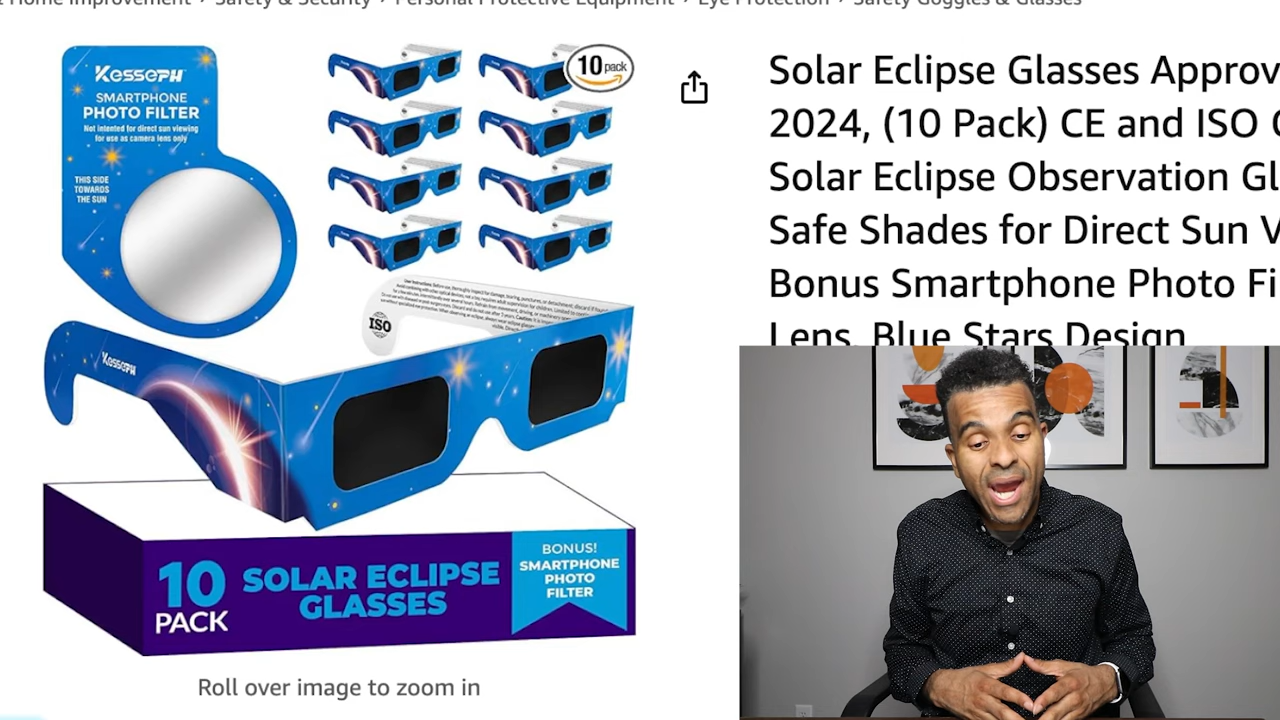 Home Improvement › Safety & Security › Personal Protective Equipment › Eye Protection › Safety Goggles & Glasses
KessepH
SMARTPHONE
PHOTO FILTER
Not intended for direct sun viewing
for use as camera lens only
THIS SIDE
TOWARDS
THE SUN
10 pack
Solar Eclipse Glasses Approv
2024, (10 Pack) CE and ISO
Solar Eclipse Observation Gl
Safe Shades for Direct Sun V
Bonus Smartphone Photo Fi
Lens, Blue Stars Design
ISO
KessepH
10
PACK
SOLAR ECLIPSE
GLASSES
BONUS!
SMARTPHONE
PHOTO
FILTER
Roll over image to zoom in